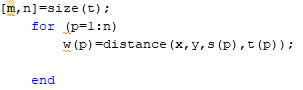 [m,n]=size(t);
for (p=1:n)
w(p)=distance(x,y,s(p),t(p));
end